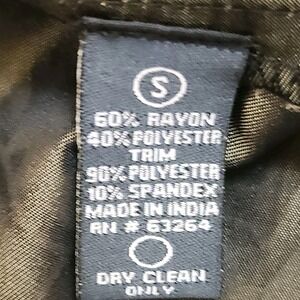 S
60% RAYON
40% POLYESTER
TRIM
90% POLYESTER
10% SPANDEX
MADE IN INDIA
RN # 63264
DRY CLEAN
ONLY